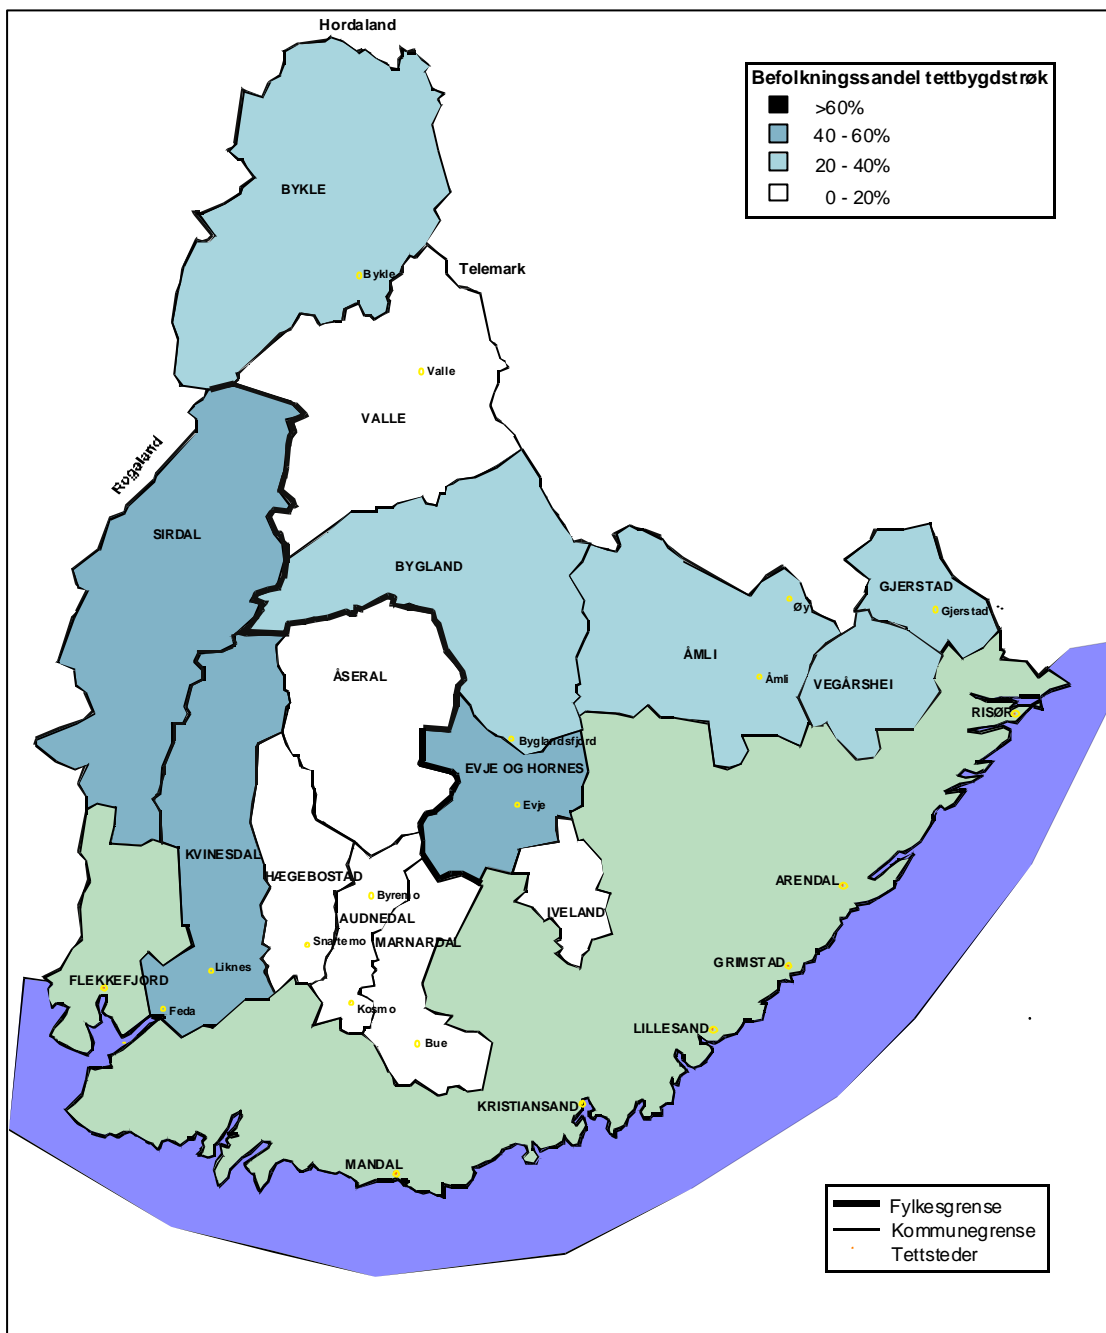 Hordaland
Befolkningssandel tettbygdstrøk
>60%
40 - 60%
20 - 40%
0 - 20%
BYKLE
Bykle
Telemark
Valle
VALLE
Rogaland
SIRDAL
BYGLAND
GJERSTAD
Gjerstad
Øy
ÅMLI
Åmli
VEGÅRSHEI
ÅSERAL
RISØR
Byglandsfjord
EVJE OG HORNES
Evje
KVINESDAL
HÆGEBOSTAD
Byremo
ARENDAL
AUDNEDAL
IVELAND
MARNARDAL
Snartemo
GRIMSTAD
Liknes
FLEKKEFJORD
Feda
Kosmo
LILLESAND
Bue
KRISTIANSAND
MANDAL
Fylkesgrense
Kommunegrense
Tettsteder